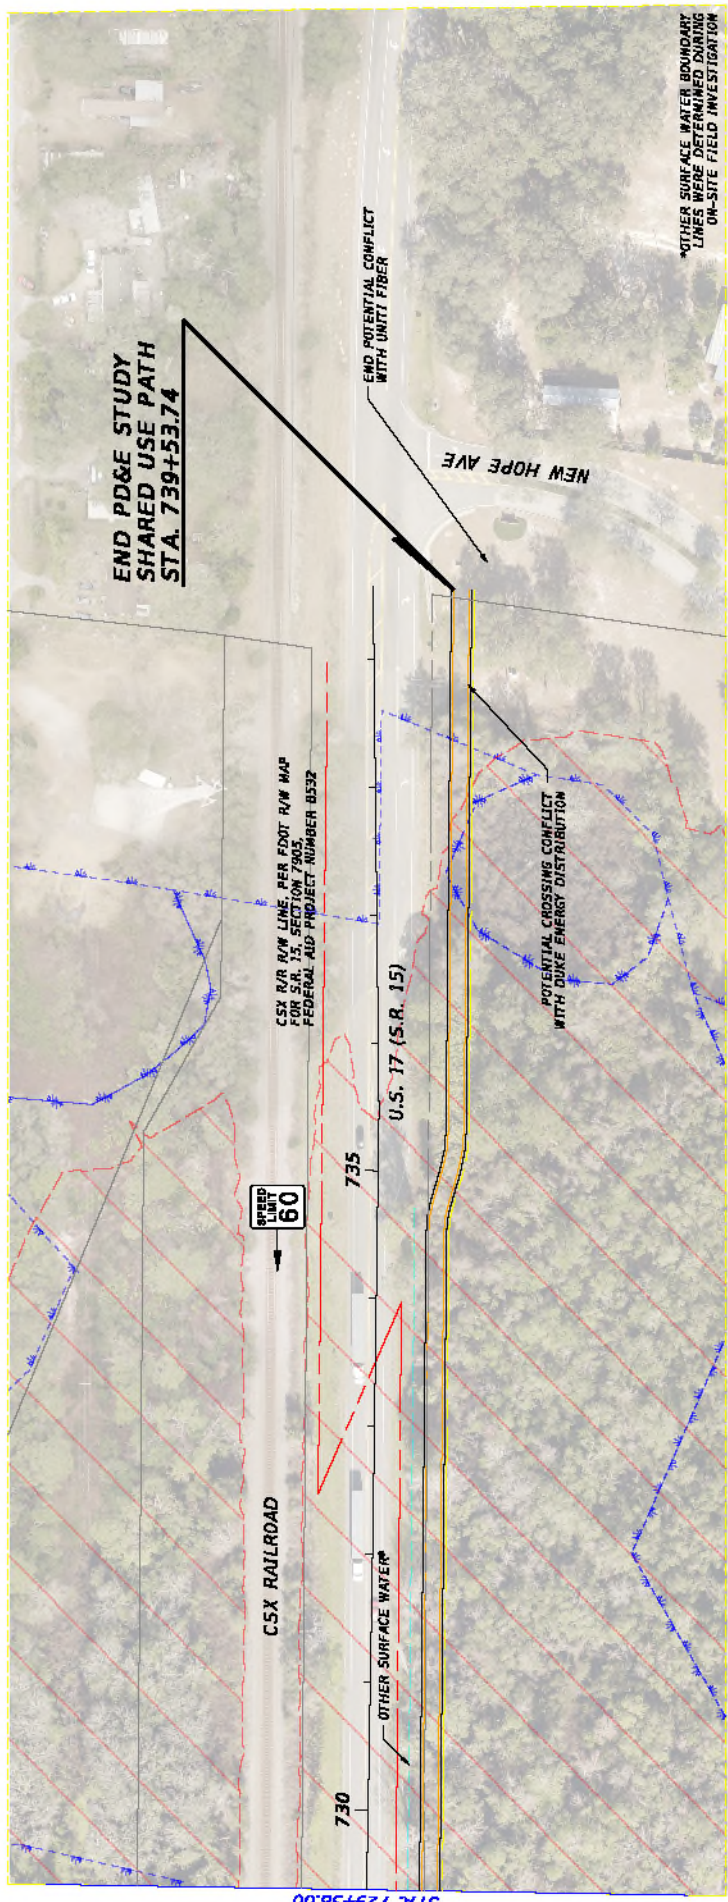 *OTHER SURFACE WATER BOUNDARY
LINES WERE DETERMINED DURING
ON-SITE FIELD INVESTIGATION
END PD&E STUDY
SHARED USE PATH
STA. 739+53.74
END POTENTIAL CONFLICT
WITH UNITI FIBER
NEW HOPE AVE
CSX R/R R/W LINE, PER FDOT R/W MAP
FOR S.R. 15, SECTION 7905,
FEDERAL AID PROJECT NUMBER 8532
POTENTIAL CROSSING CONFLICT
WITH DUKE ENERGY DISTRIBUTION
U.S. 17 (S.R. 15)
735
SPEED
LIMIT
60
CSX RAILROAD
OTHER SURFACE WATER*
730